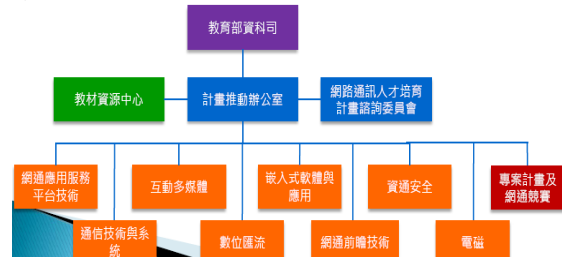 教育部資科司
教材資源中心
計畫推動辦公室
網路通訊人才培育
計畫諮詢委員會
網通應用服務
平台技術
互動多媒體
嵌入式軟體與
應用
資通安全
專案計畫及
網通競賽
通信技術與系
統
數位匯流
網通前瞻技術
電磁